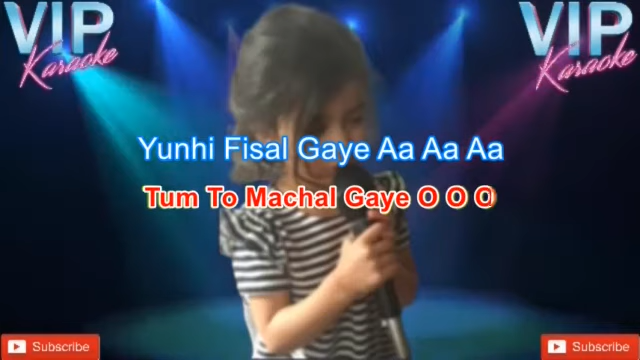 VIP VIP
Karaoke Karaoke
Yunhi Fisal Gaye Aa Aa Aa
Tum To Machal Gaye O O O
Subscribe Subscribe